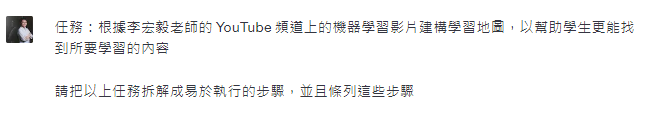 任務：根據李宏毅老師的 YouTube 頻道上的機器學習影片建構學習地圖，以幫助學生更能找
到所要學習的內容
請把以上任務拆解成易於執行的步驟，並且條列這些步驟